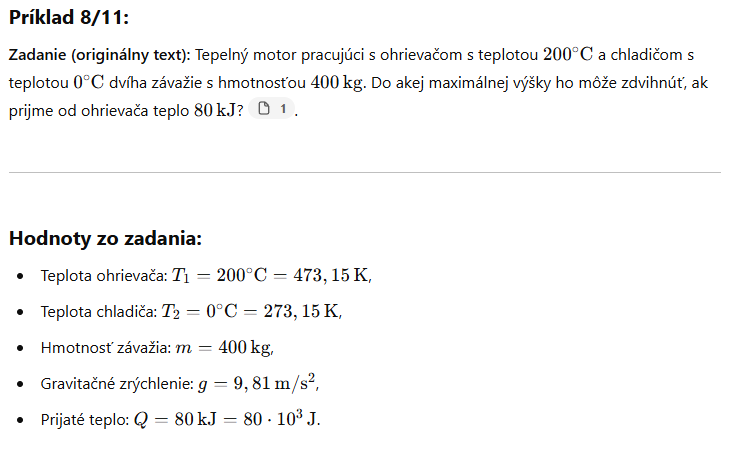 Príklad 8/11:
Zadanie (originálny text): Tepelný motor pracujúci s ohrievačom s teplotou 200°C a chladičom s
teplotou 0°C dvíha závažie s hmotnosťou 400 kg. Do akej maximálnej výšky ho môže zdvihnúť, ak
prijme od ohrievača teplo 80 kJ? 1 .
Hodnoty zo zadania:
• Teplota ohrievača: T₁ = 200°C = 473, 15 K,
• Teplota chladiča: T₂ = 0°C = 273, 15 K,
• Hmotnosť závažia: m = 400 kg,
• Gravitačné zrýchlenie: g = 9, 81 m/s²,
• Prijaté teplo: Q = 80 kJ = 80 · 10³ J.